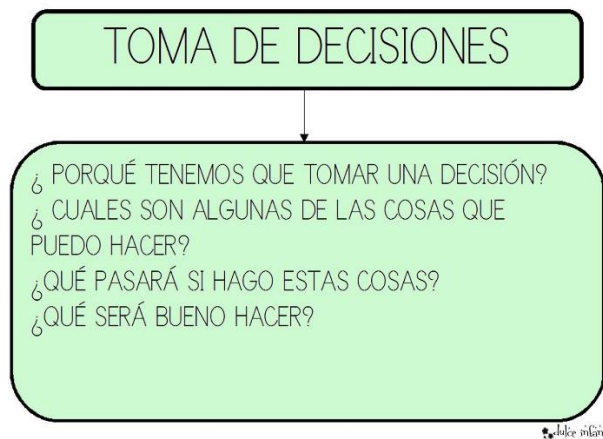 TOMA DE DECISIONES
¿ PORQUÉ TENEMOS QUE TOMAR UNA DECISIÓN?
¿ CUALES SON ALGUNAS DE LAS COSAS QUE
PUEDO HACER?
¿QUÉ PASARÁ SI HAGO ESTAS COSAS?
¿QUÉ SERÁ BUENO HACER?
dulce